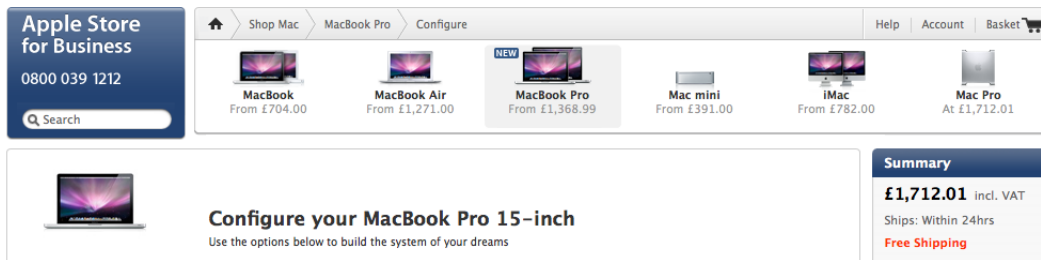 Apple Store
for Business
0800 039 1212
Search
Shop Mac
MacBook Pro
Configure
Help
Account
Basket
NEW
MacBook
From £704.00
MacBook Air
From £1,271.00
MacBook Pro
From £1,368.99
Mac mini
From £391.00
iMac
From £782.00
Mac Pro
At £1,712.01
Configure your MacBook Pro 15-inch
Use the options below to build the system of your dreams
Summary
£1,712.01 incl. VAT
Ships: Within 24hrs
Free Shipping